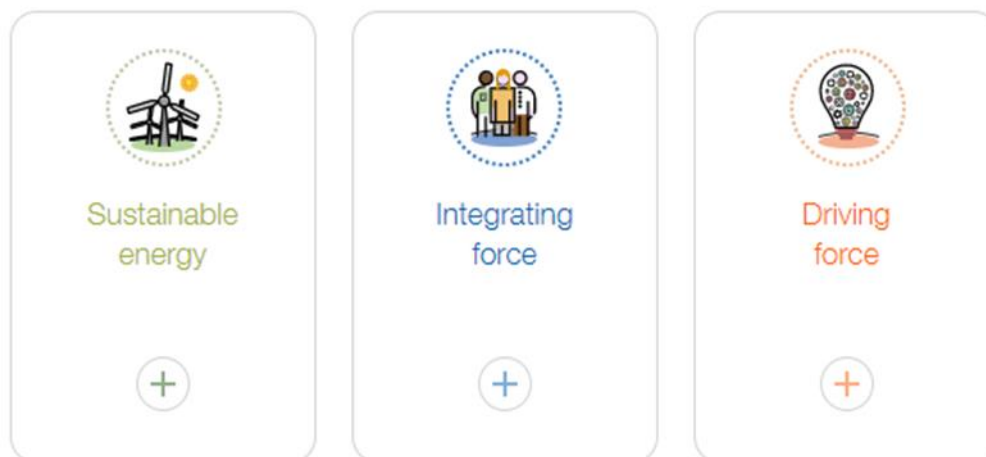 Sustainable
energy
Integrating
force
Driving
force